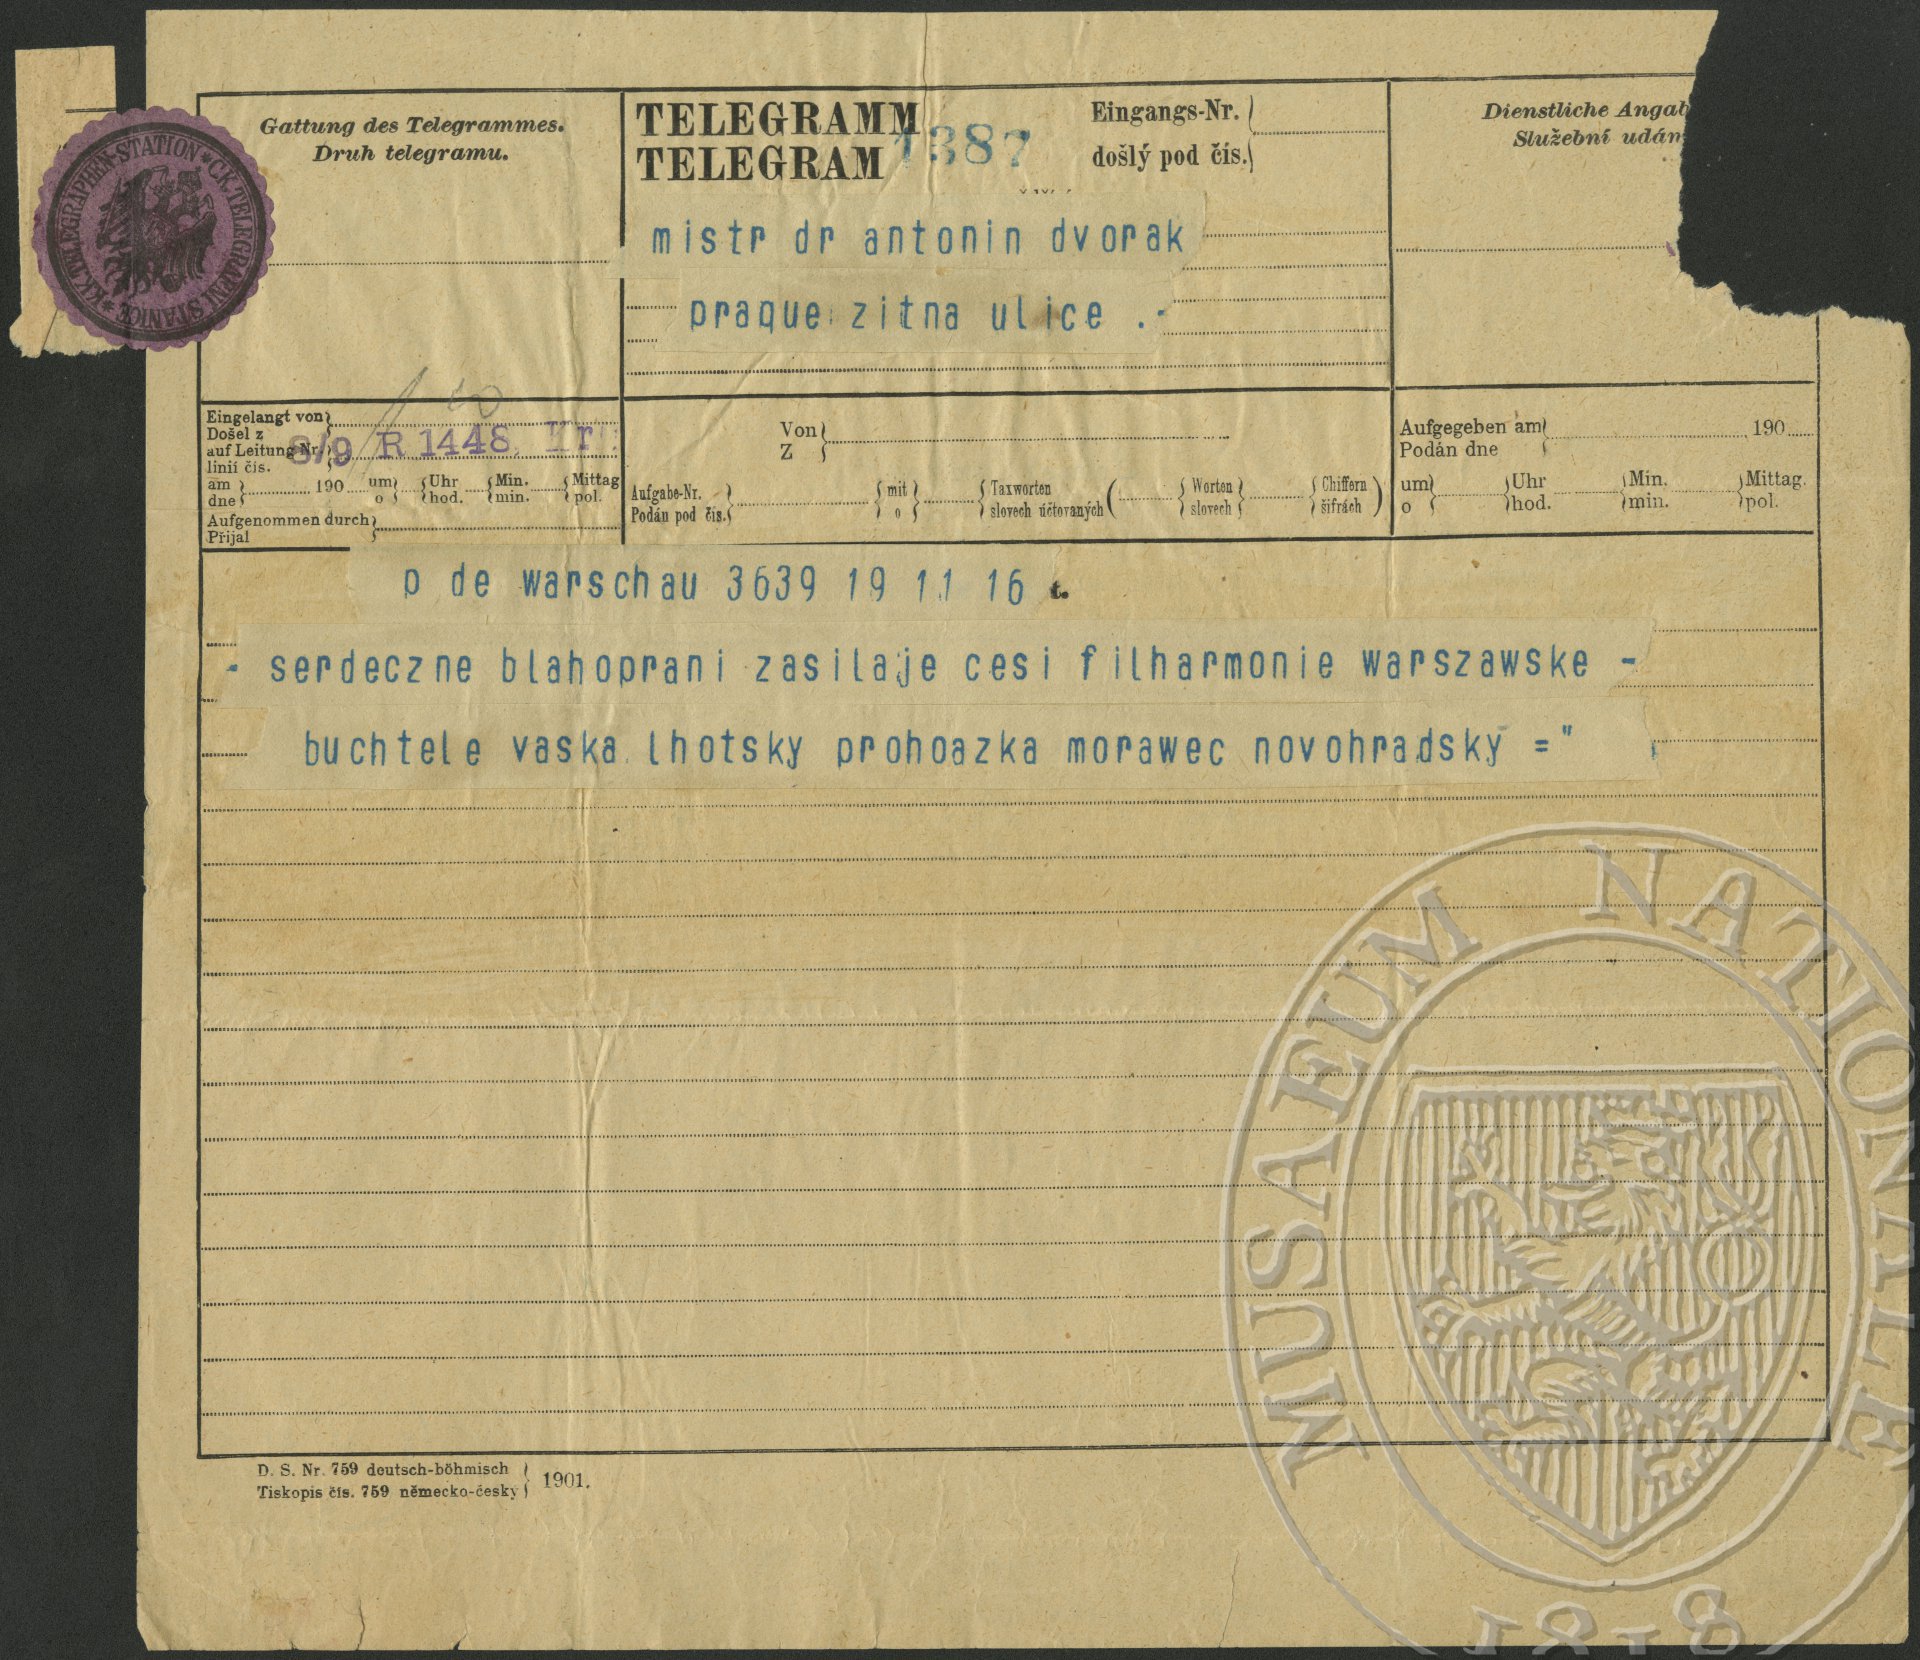 Gattung des Telegrammes.
Druh telegramu.
TELEGRAMM
TELEGRAM
1387
Eingangs-Nr.
došlý pod čís.
Dienstliche Angab
Služební udán
K.K. TELEGRAPHEN-STATION * C.K. TELEGRAFNÍ STANICE *
mistr dr antonin dvorak
praque zitna ulice .-
Eingelangt von
Došel z
auf Leitung Nr.
linií čís.
8/9 R 1448
am 190 um Uhr Min. Mittag
dne o hod. min. pol.
Aufgenommen durch
Přijal
Von
Z
Aufgabe-Nr. mit Taxworten ( Worten Chiffern )
Podán pod čís. o slovech účtovaných slovech šifrách
Aufgegeben am 190
Podán dne
um Uhr Min. Mittag.
o hod. min. pol.
p de warschau 3639 19 11 16 t.
- serdeczne blahoprani zasilaje cesi filharmonie warszawske -
buchtele vaska lhotsky prohoazka morawec novohradsky ="
D. S. Nr. 759 deutsch-böhmisch
Tiskopis čís. 759 německo-český
1901.
MUSAEUM NATIONALE
1818